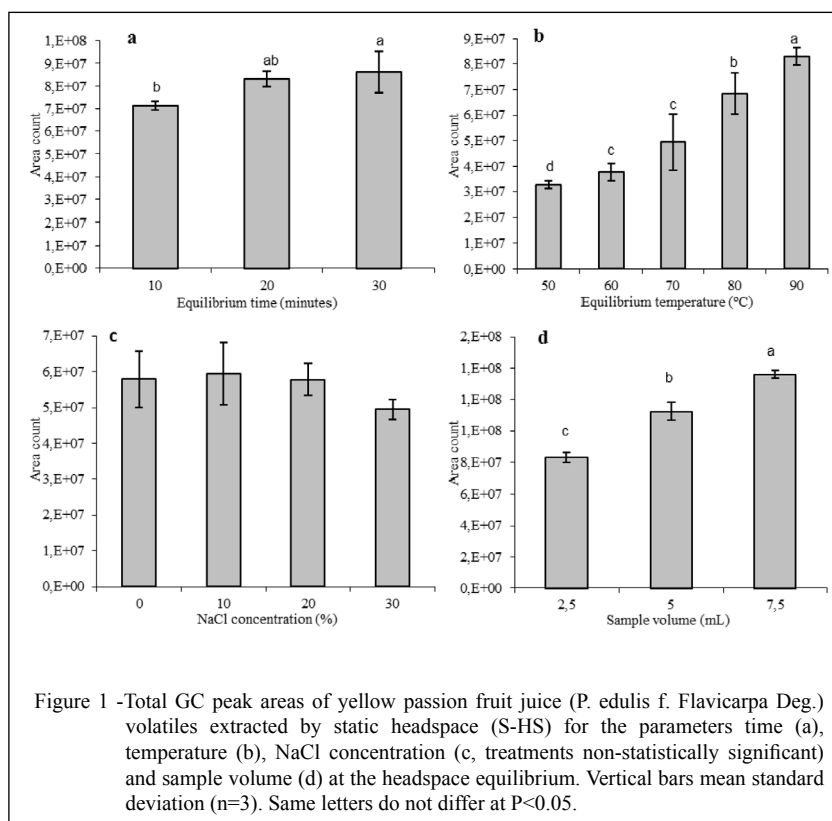 a
1,E+08
9,E+07
8,E+07
7,E+07
6,E+07
5,E+07
4,E+07
3,E+07
2,E+07
1,E+07
0,E+00
Area count
b
ab
a
10 20 30
Equilibrium time (minutes)
b
9,E+07
8,E+07
7,E+07
6,E+07
5,E+07
4,E+07
3,E+07
2,E+07
1,E+07
0,E+00
Area count
d
c
c
b
a
50 60 70 80 90
Equilibrium temperature (°C)
c
7,E+07
6,E+07
5,E+07
4,E+07
3,E+07
2,E+07
1,E+07
0,E+00
Area count
0 10 20 30
NaCl concentration (%)
d
2,E+08
1,E+08
1,E+08
1,E+08
8,E+07
6,E+07
4,E+07
2,E+07
0,E+00
Area count
c
b
a
2,5 5 7,5
Sample volume (mL)
Figure 1 -Total GC peak areas of yellow passion fruit juice (P. edulis f. Flavicarpa Deg.)
volatiles extracted by static headspace (S-HS) for the parameters time (a),
temperature (b), NaCl concentration (c, treatments non-statistically significant)
and sample volume (d) at the headspace equilibrium. Vertical bars mean standard
deviation (n=3). Same letters do not differ at P<0.05.